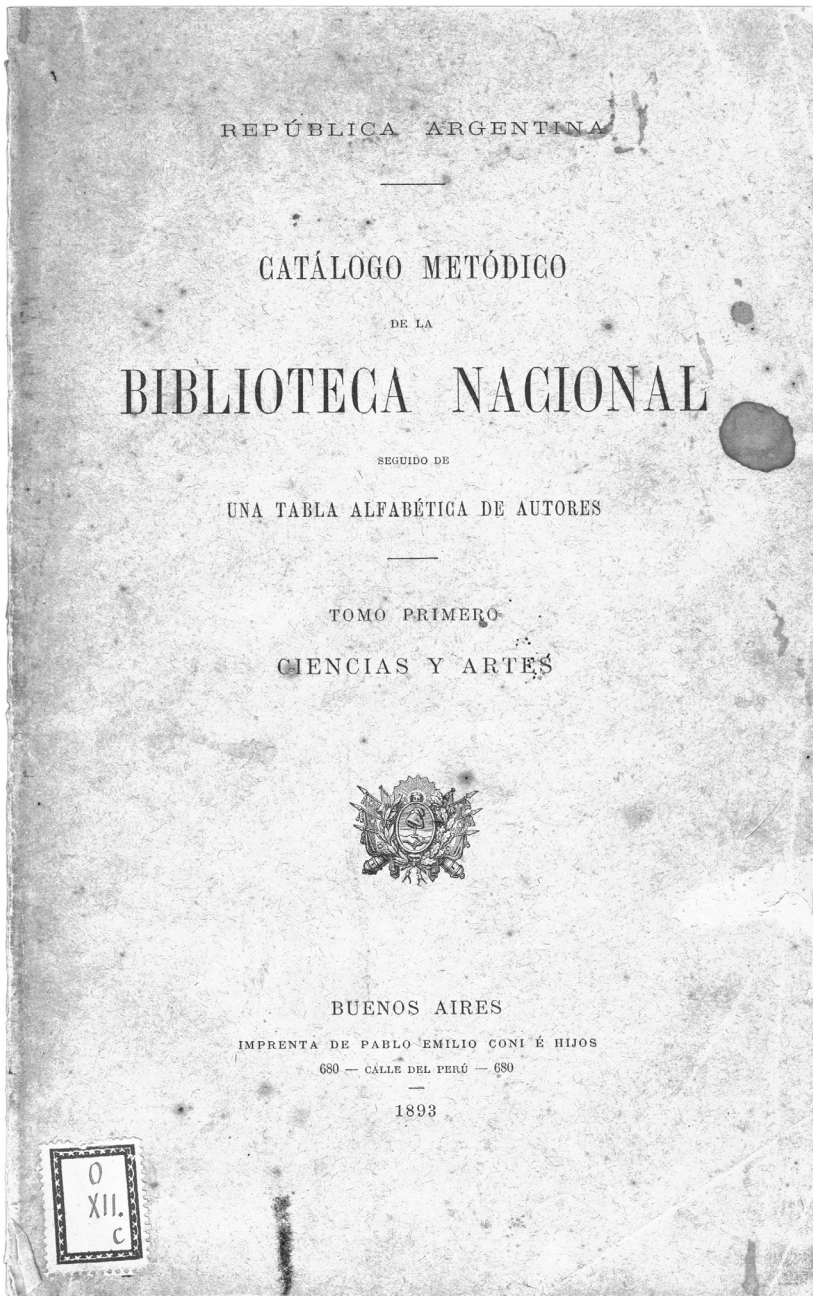 REPÚBLICA ARGENTINA
CATÁLOGO METÓDICO
DE LA
BIBLIOTECA NACIONAL
SEGUIDO DE
UNA TABLA ALFABÉTICA DE AUTORES
TOMO PRIMERO
CIENCIAS Y ARTES
BUENOS AIRES
IMPRENTA DE PABLO EMILIO CONI É HIJOS
680 — CALLE DEL PERÚ — 680
1893
O
XII.
C